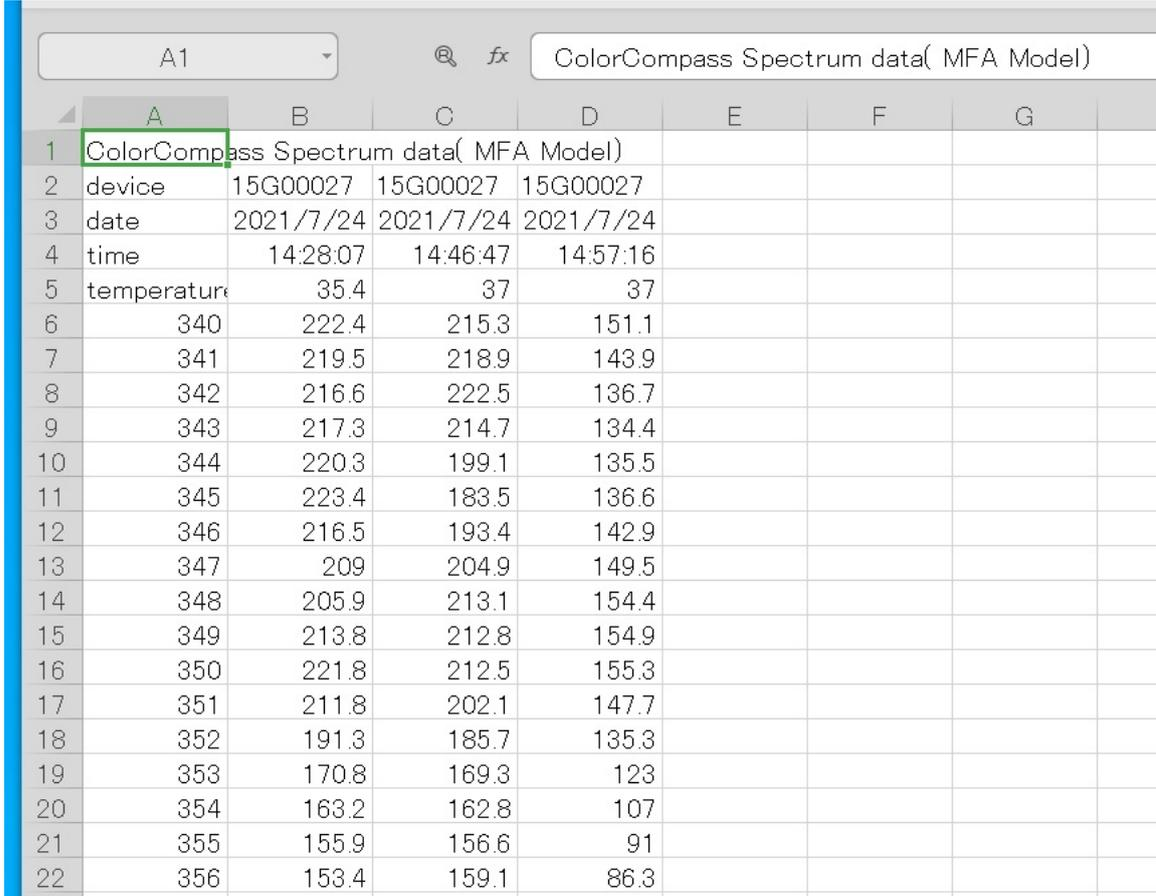 A1 fx ColorCompass Spectrum data( MFA Model)
A B C D E F G
1 ColorCompass Spectrum data( MFA Model)
2 device 15G00027 15G00027 15G00027
3 date 2021/7/24 2021/7/24 2021/7/24
4 time 14:28:07 14:46:47 14:57:16
5 temperature 35.4 37 37
6 340 222.4 215.3 151.1
7 341 219.5 218.9 143.9
8 342 216.6 222.5 136.7
9 343 217.3 214.7 134.4
10 344 220.3 199.1 135.5
11 345 223.4 183.5 136.6
12 346 216.5 193.4 142.9
13 347 209 204.9 149.5
14 348 205.9 213.1 154.4
15 349 213.8 212.8 154.9
16 350 221.8 212.5 155.3
17 351 211.8 202.1 147.7
18 352 191.3 185.7 135.3
19 353 170.8 169.3 123
20 354 163.2 162.8 107
21 355 155.9 156.6 91
22 356 153.4 159.1 86.3